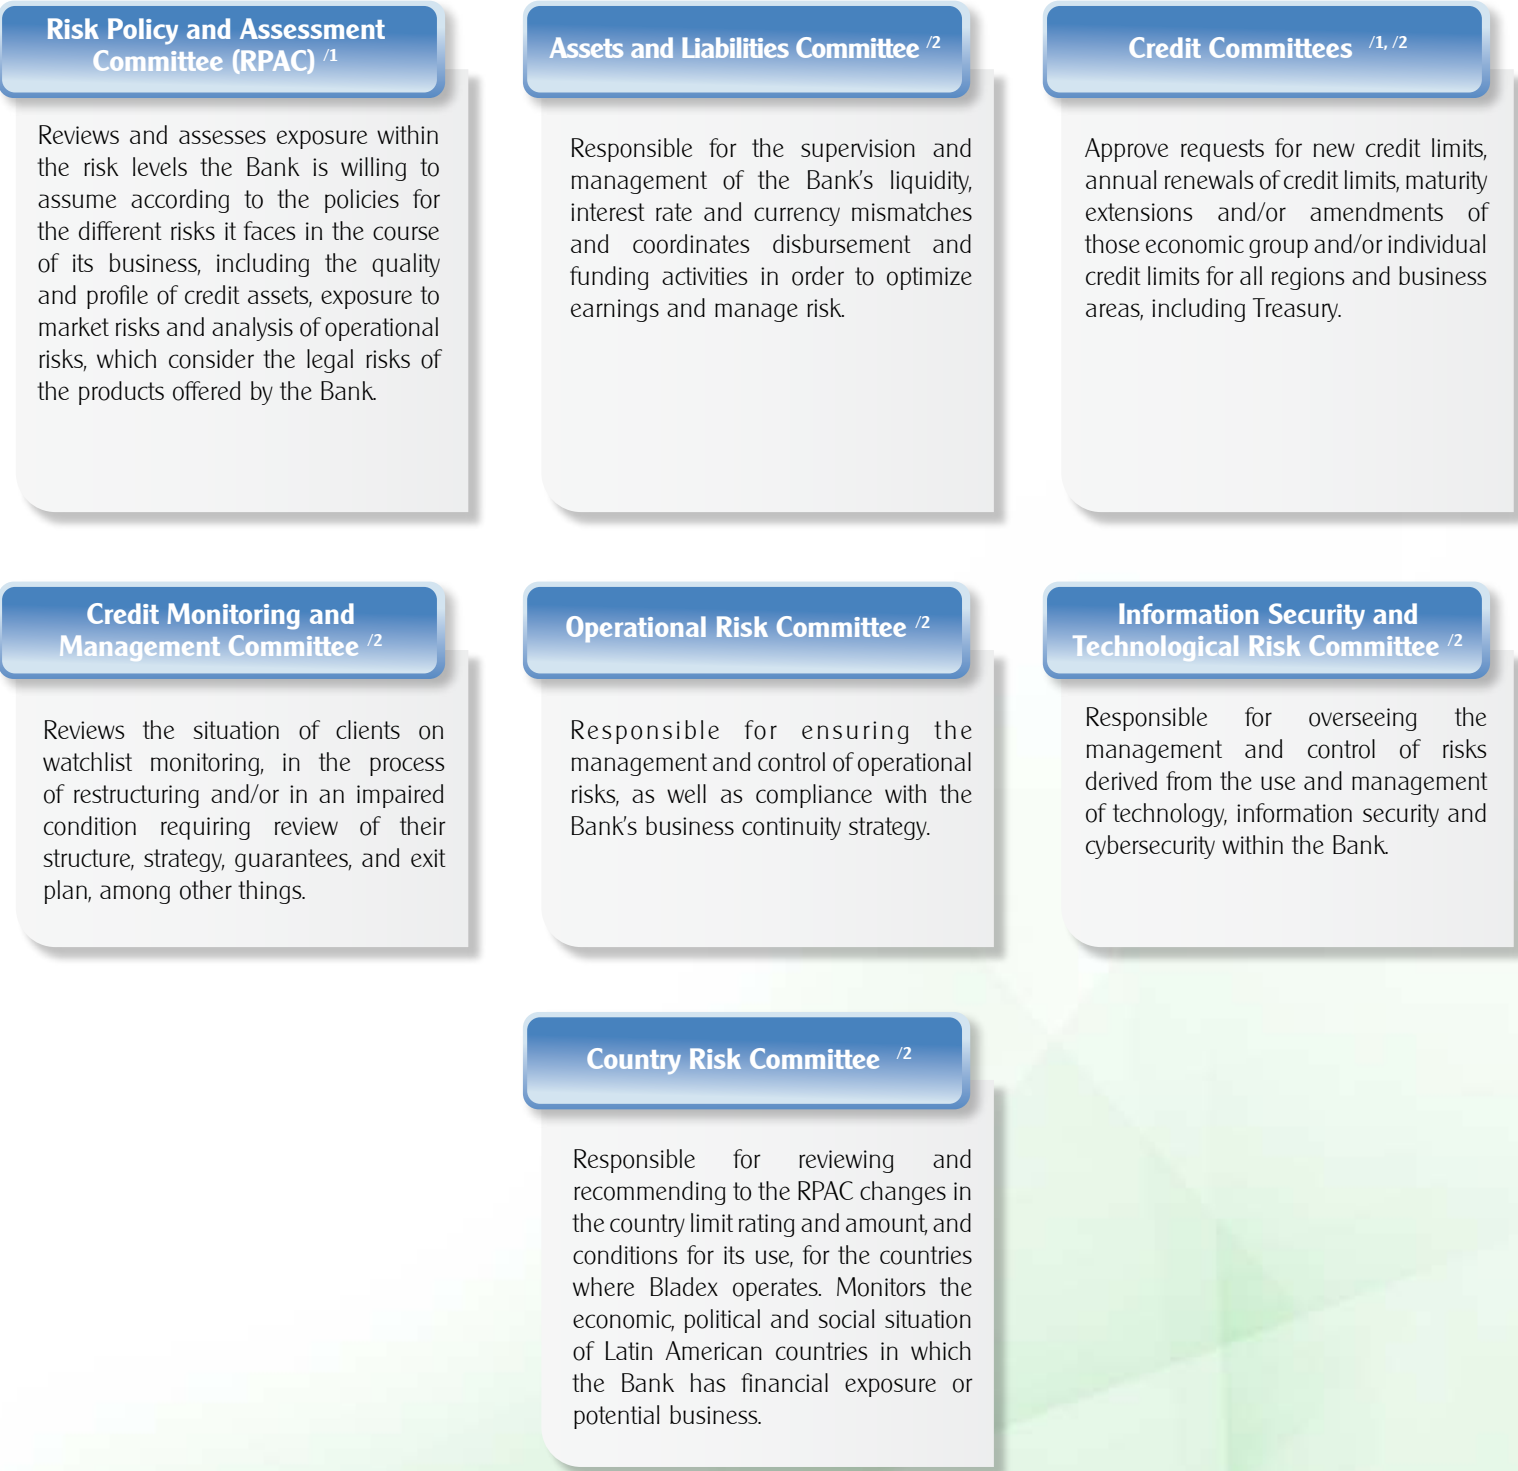 Risk Policy and Assessment
Committee (RPAC) /1
Reviews and assesses exposure within
the risk levels the Bank is willing to
assume according to the policies for
the different risks it faces in the course
of its business, including the quality
and profile of credit assets, exposure to
market risks and analysis of operational
risks, which consider the legal risks of
the products offered by the Bank.
Assets and Liabilities Committee /2
Responsible for the supervision and
management of the Bank's liquidity,
interest rate and currency mismatches
and coordinates disbursement and
funding activities in order to optimize
earnings and manage risk.
Credit Committees /1, /2
Approve requests for new credit limits,
annual renewals of credit limits, maturity
extensions and/or amendments of
those economic group and/or individual
credit limits for all regions and business
areas, including Treasury.
Credit Monitoring and
Management Committee /2
Reviews the situation of clients on
watchlist monitoring, in the process
of restructuring and/or in an impaired
condition requiring review of their
structure, strategy, guarantees, and exit
plan, among other things.
Operational Risk Committee /2
Responsible for ensuring the
management and control of operational
risks, as well as compliance with the
Bank's business continuity strategy.
Information Security and
Technological Risk Committee /2
Responsible for overseeing the
management and control of risks
derived from the use and management
of technology, information security and
cybersecurity within the Bank.
Country Risk Committee /2
Responsible for reviewing and
recommending to the RPAC changes in
the country limit rating and amount, and
conditions for its use, for the countries
where Bladex operates. Monitors the
economic, political and social situation
of Latin American countries in which
the Bank has financial exposure or
potential business.